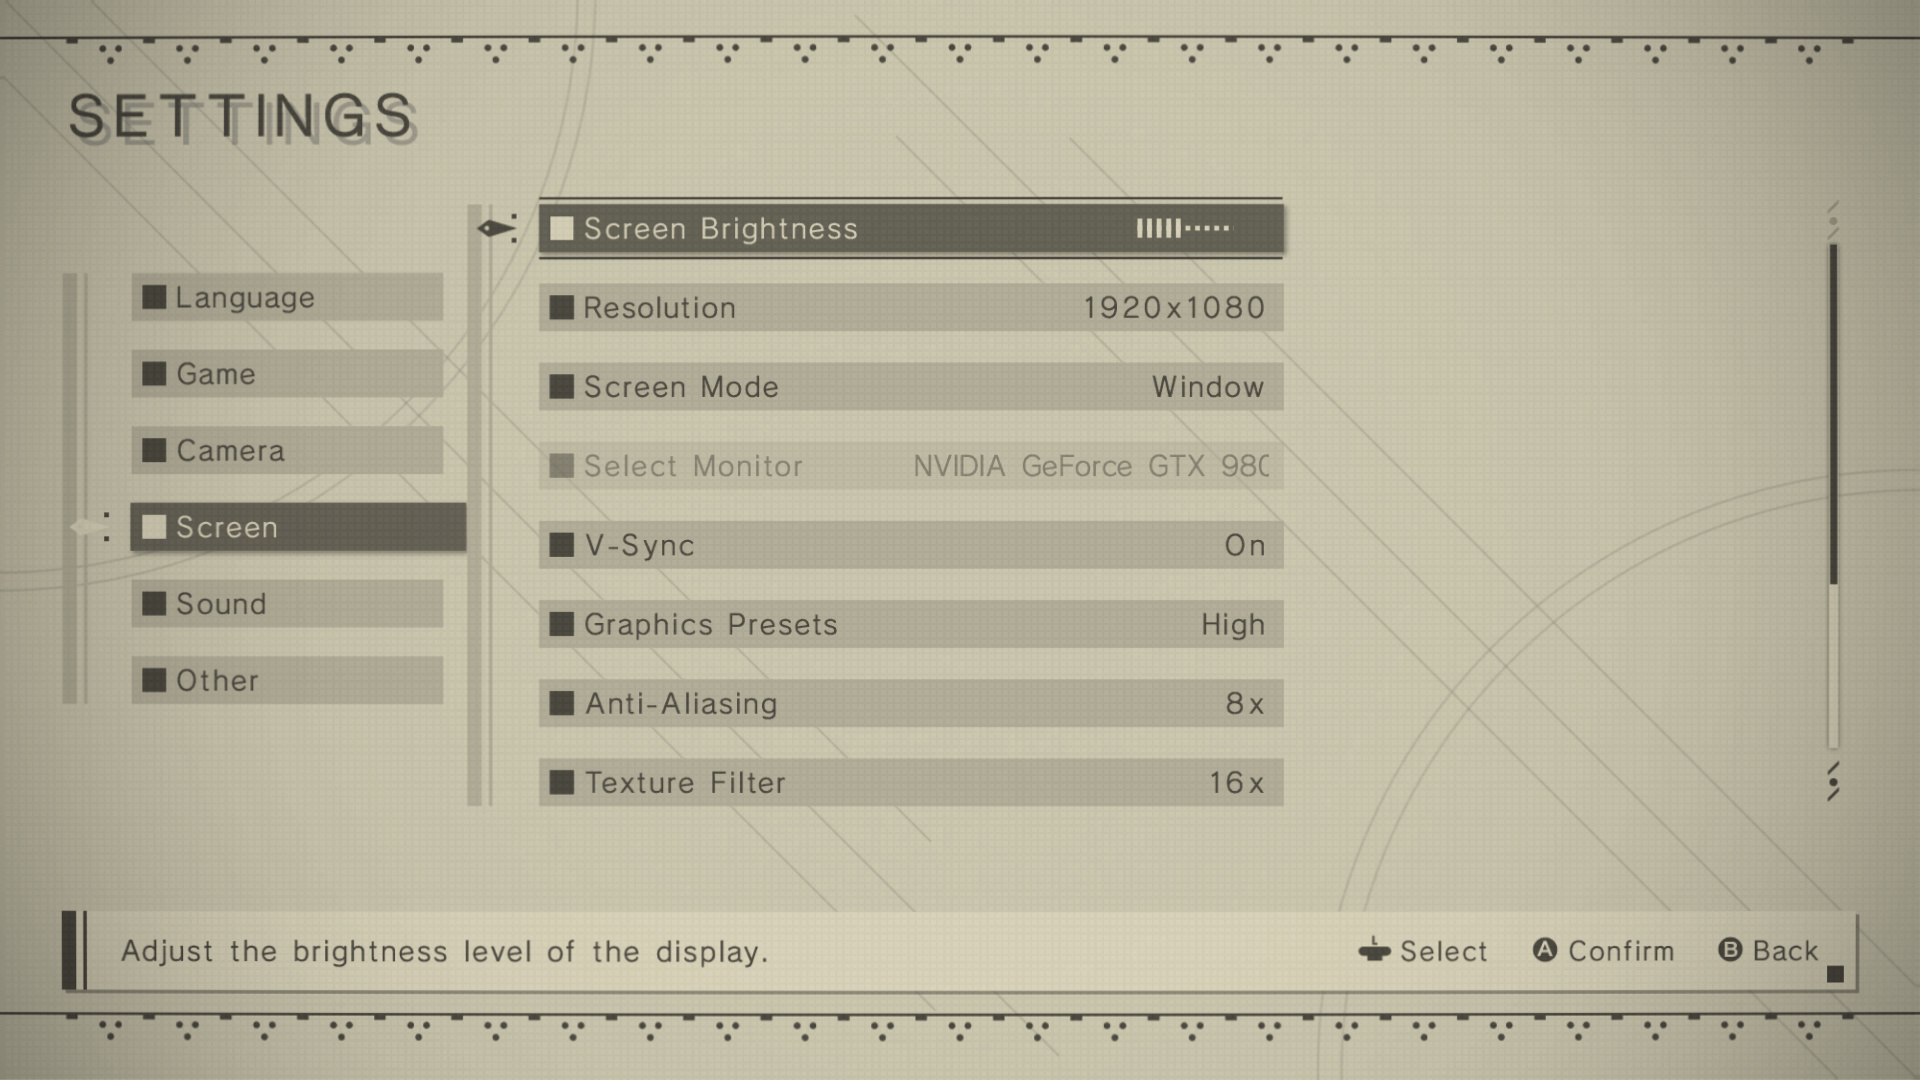 SETTINGS
Language
Game
Camera
Screen
Sound
Other
Screen Brightness
Resolution 1920x1080
Screen Mode Window
Select Monitor NVIDIA GeForce GTX 980
V-Sync On
Graphics Presets High
Anti-Aliasing 8x
Texture Filter 16x
Adjust the brightness level of the display.
L Select A Confirm B Back